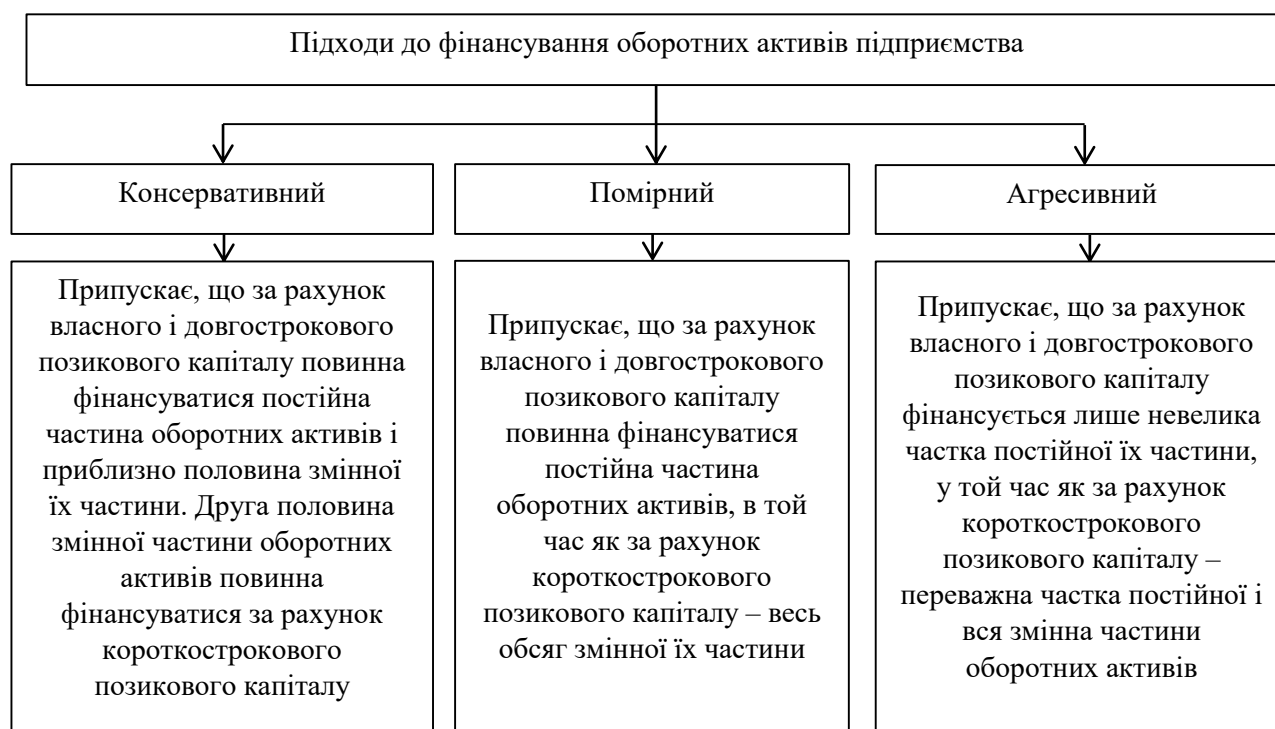 Підходи до фінансування оборотних активів підприємства
Консервативний
Помірний
Агресивний
Припускає, що за рахунок
власного і довгострокового
позикового капіталу повинна
фінансуватися постійна
частина оборотних активів і
приблизно половина змінної
їх частини. Друга половина
змінної частини оборотних
активів повинна
фінансуватися за рахунок
короткострокового
позикового капіталу
Припускає, що за рахунок
власного і довгострокового
позикового капіталу
повинна фінансуватися
постійна частина
оборотних активів, в той
час як за рахунок
короткострокового
позикового капіталу – весь
обсяг змінної їх частини
Припускає, що за рахунок
власного і довгострокового
позикового капіталу
фінансується лише невелика
частка постійної їх частини,
у той час як за рахунок
короткострокового
позикового капіталу –
переважна частка постійної і
вся змінна частини
оборотних активів